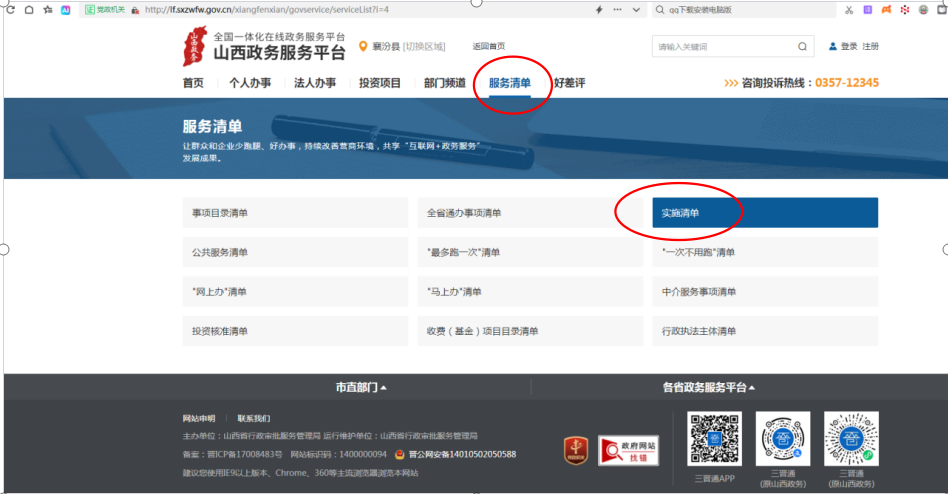 证 党政机关 http://lf.sxzwfw.gov.cn/xiangfenxian/govservice/serviceList?i=4 qq下载安装电脑版
全国一体化在线政务服务平台
山西政务服务平台
山西政务
襄汾县 [切换区域] 返回首页 请输入关键词 登录 注册
首页 个人办事 法人办事 投资项目 部门频道 服务清单 好差评 >>> 咨询投诉热线：0357-12345
服务清单
让群众和企业少跑腿、好办事，持续改善营商环境，共享“互联网+政务服务”
发展成果。
事项目录清单 全省通办事项清单 实施清单
公共服务清单 "最多跑一次"清单 "一次不用跑"清单
"网上办"清单 "马上办"清单 中介服务事项清单
投资核准清单 收费（基金）项目目录清单 行政执法主体清单
市直部门 各省政务服务平台
网站申明 联系我们
主办单位：山西省行政审批服务管理局 运行维护单位：山西省行政审批服务管理局
备案：晋ICP备17008483号 网站标识码：1400000094 晋公网安备14010502050588
建议您使用IE9以上版本、Chrome、360等主流浏览器浏览本网站
政府网站
找错
三晋通APP
三晋通
(原山西政务)
三晋通
(原山西政务)